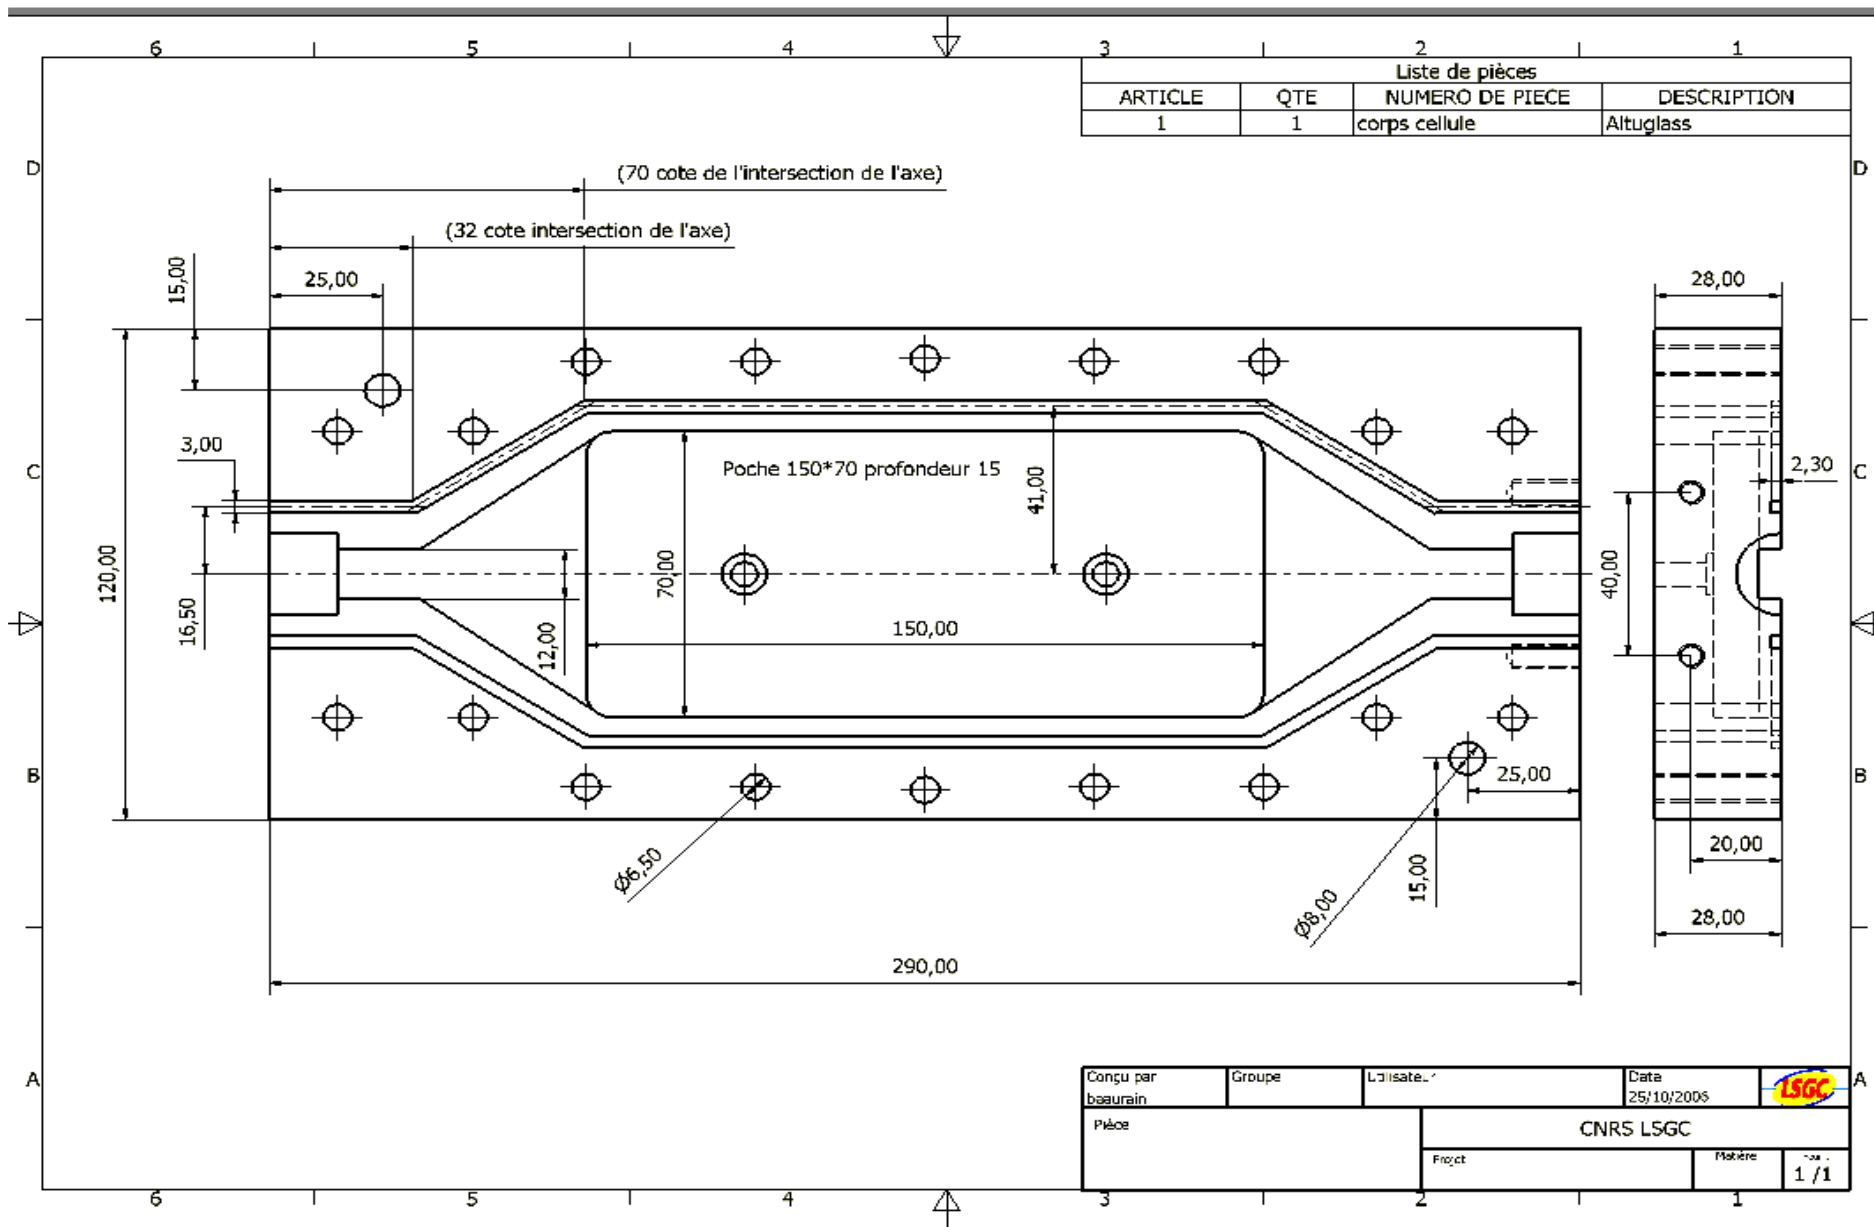 6 5 4 3 2 1
Liste de pièces
ARTICLE QTE NUMERO DE PIECE DESCRIPTION
1 1 corps cellule Altuglass
D D
(70 cote de l'intersection de l'axe)
(32 cote intersection de l'axe)
15,00
25,00
28,00
3,00
C C
Poche 150*70 profondeur 15
2,30
41,00
120,00
16,50
70,00
40,00
12,00
150,00
B B
25,00
Ø6,50
15,00
Ø8,00
20,00
28,00
290,00
A A
Conçu par Groupe Data
beaurain 25/10/2006
LSGC
Pièce
CNRS LSGC
Projet Matière
1 /1
6 5 4 3 2 1